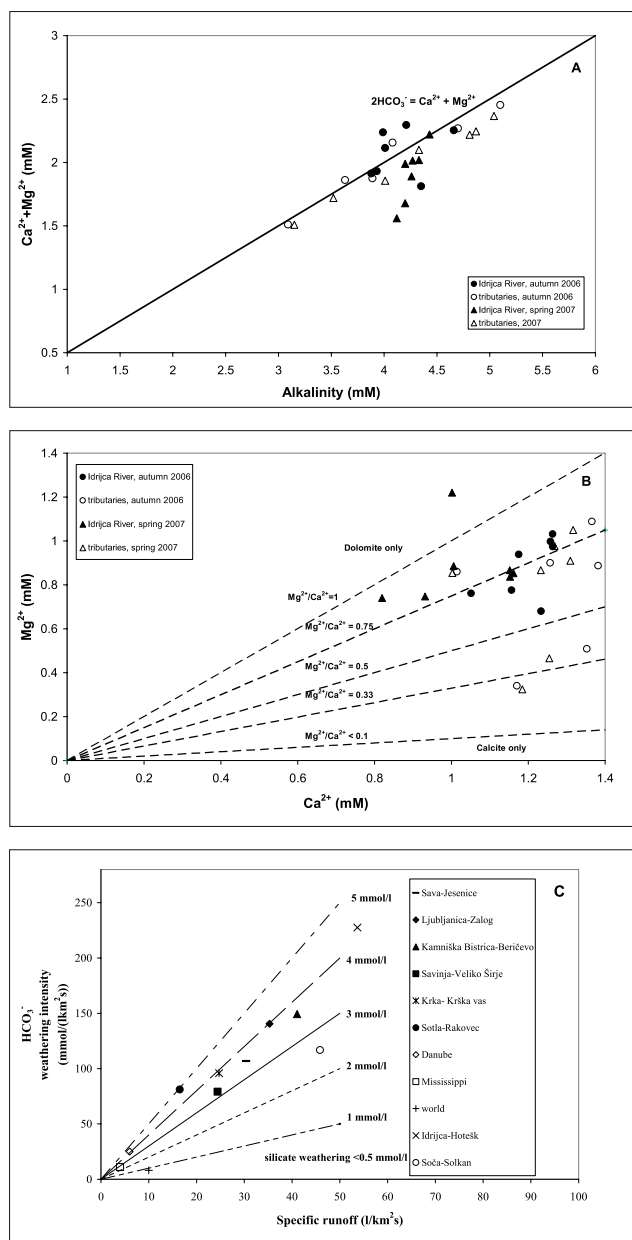 A
2HCO₃⁻ = Ca²⁺ + Mg²⁺
Ca²⁺+Mg²⁺ (mM)
3
2.5
2
1.5
1
0.5
Idrijca River, autumn 2006
tributaries, autumn 2006
Idrijca River, spring 2007
tributaries, 2007
1 1.5 2 2.5 3 3.5 4 4.5 5 5.5 6
Alkalinity (mM)
B
Mg²⁺ (mM)
1.4
1.2
1
0.8
0.6
0.4
0.2
0
Idrijca River, autumn 2006
tributaries, autumn 2006
Idrijca River, spring 2007
tributaries, spring 2007
Dolomite only
Mg²⁺/Ca²⁺=1
Mg²⁺/Ca²⁺ = 0.75
Mg²⁺/Ca²⁺ = 0.5
Mg²⁺/Ca²⁺ = 0.33
Mg²⁺/Ca²⁺ < 0.1
Calcite only
0 0.2 0.4 0.6 0.8 1 1.2 1.4
Ca²⁺ (mM)
C
HCO₃⁻
weathering intensity
(mmol/(lkm²s))
250
200
150
100
50
0
5 mmol/l
4 mmol/l
3 mmol/l
2 mmol/l
1 mmol/l
silicate weathering <0.5 mmol/l
Sava-Jesenice
Ljubljanica-Zalog
Kamniška Bistrica-Beričevo
Savinja-Veliko Širje
Krka- Krška vas
Sotla-Rakovec
Danube
Mississippi
world
Idrijca-Hotešk
Soča-Solkan
0 10 20 30 40 50 60 70 80 90 100
Specific runoff (l/km²s)